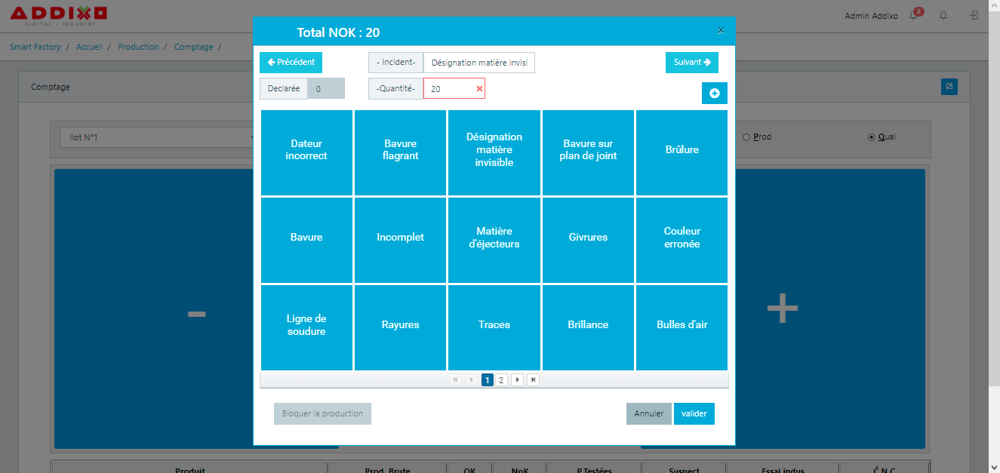 ADDIXO
DIGITAL - INDUSTRY
Admin Addixo
2
Smart Factory / Accueil / Production / Comptage /
Comptage
Ilot N°1
Prod
Qual
Total NOK : 20
×
Précédent
- Incident-
Désignation matière invisi
Suivant
Declarée
0
-Quantité-
20
Dateur
incorrect
Bavure
flagrant
Désignation
matière
invisible
Bavure sur
plan de joint
Brûlure
Bavure
Incomplet
Matière
d'éjecteurs
Givrures
Couleur
erronée
Ligne de
soudure
Rayures
Traces
Brillance
Bulles d'air
1 2
Bloquer la production
Annuler
valider
-
+
Produit
Prod. Brute
OK
NoK
P.Testées
Suspect
Essai indus